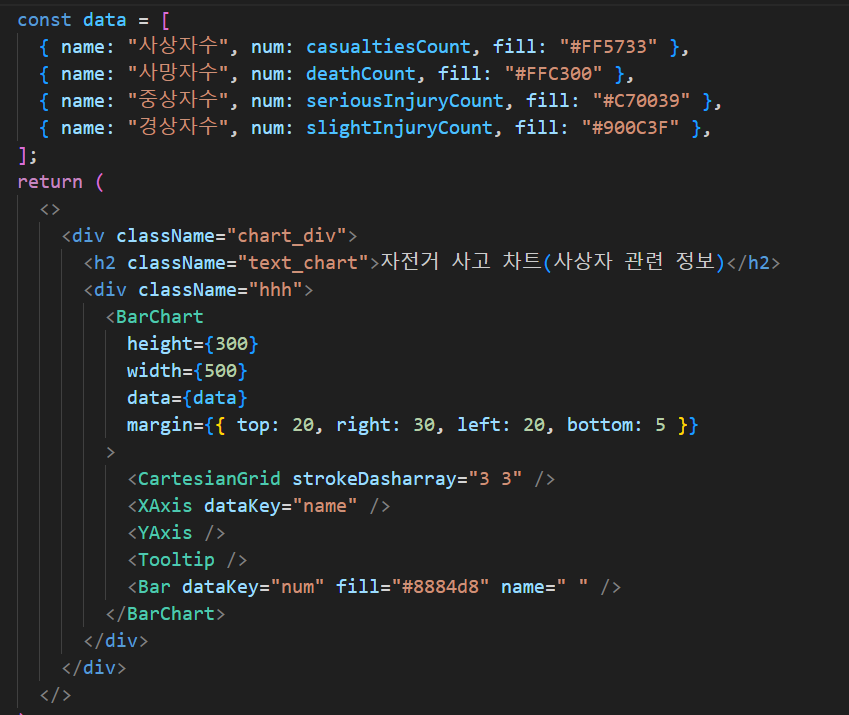 const data = [
  { name: "사상자수", num: casualtiesCount, fill: "#FF5733" },
  { name: "사망자수", num: deathCount, fill: "#FFC300" },
  { name: "중상자수", num: seriousInjuryCount, fill: "#C70039" },
  { name: "경상자수", num: slightInjuryCount, fill: "#900C3F" },
];
return (
  <>
    <div className="chart_div">
      <h2 className="text_chart">자전거 사고 차트(사상자 관련 정보)</h2>
      <div className="hhh">
        <BarChart
          height={300}
          width={500}
          data={data}
          margin={{ top: 20, right: 30, left: 20, bottom: 5 }}
        >
          <CartesianGrid strokeDasharray="3 3" />
          <XAxis dataKey="name" />
          <YAxis />
          <Tooltip />
          <Bar dataKey="num" fill="#8884d8" name=" " />
        </BarChart>
      </div>
    </div>
  </>